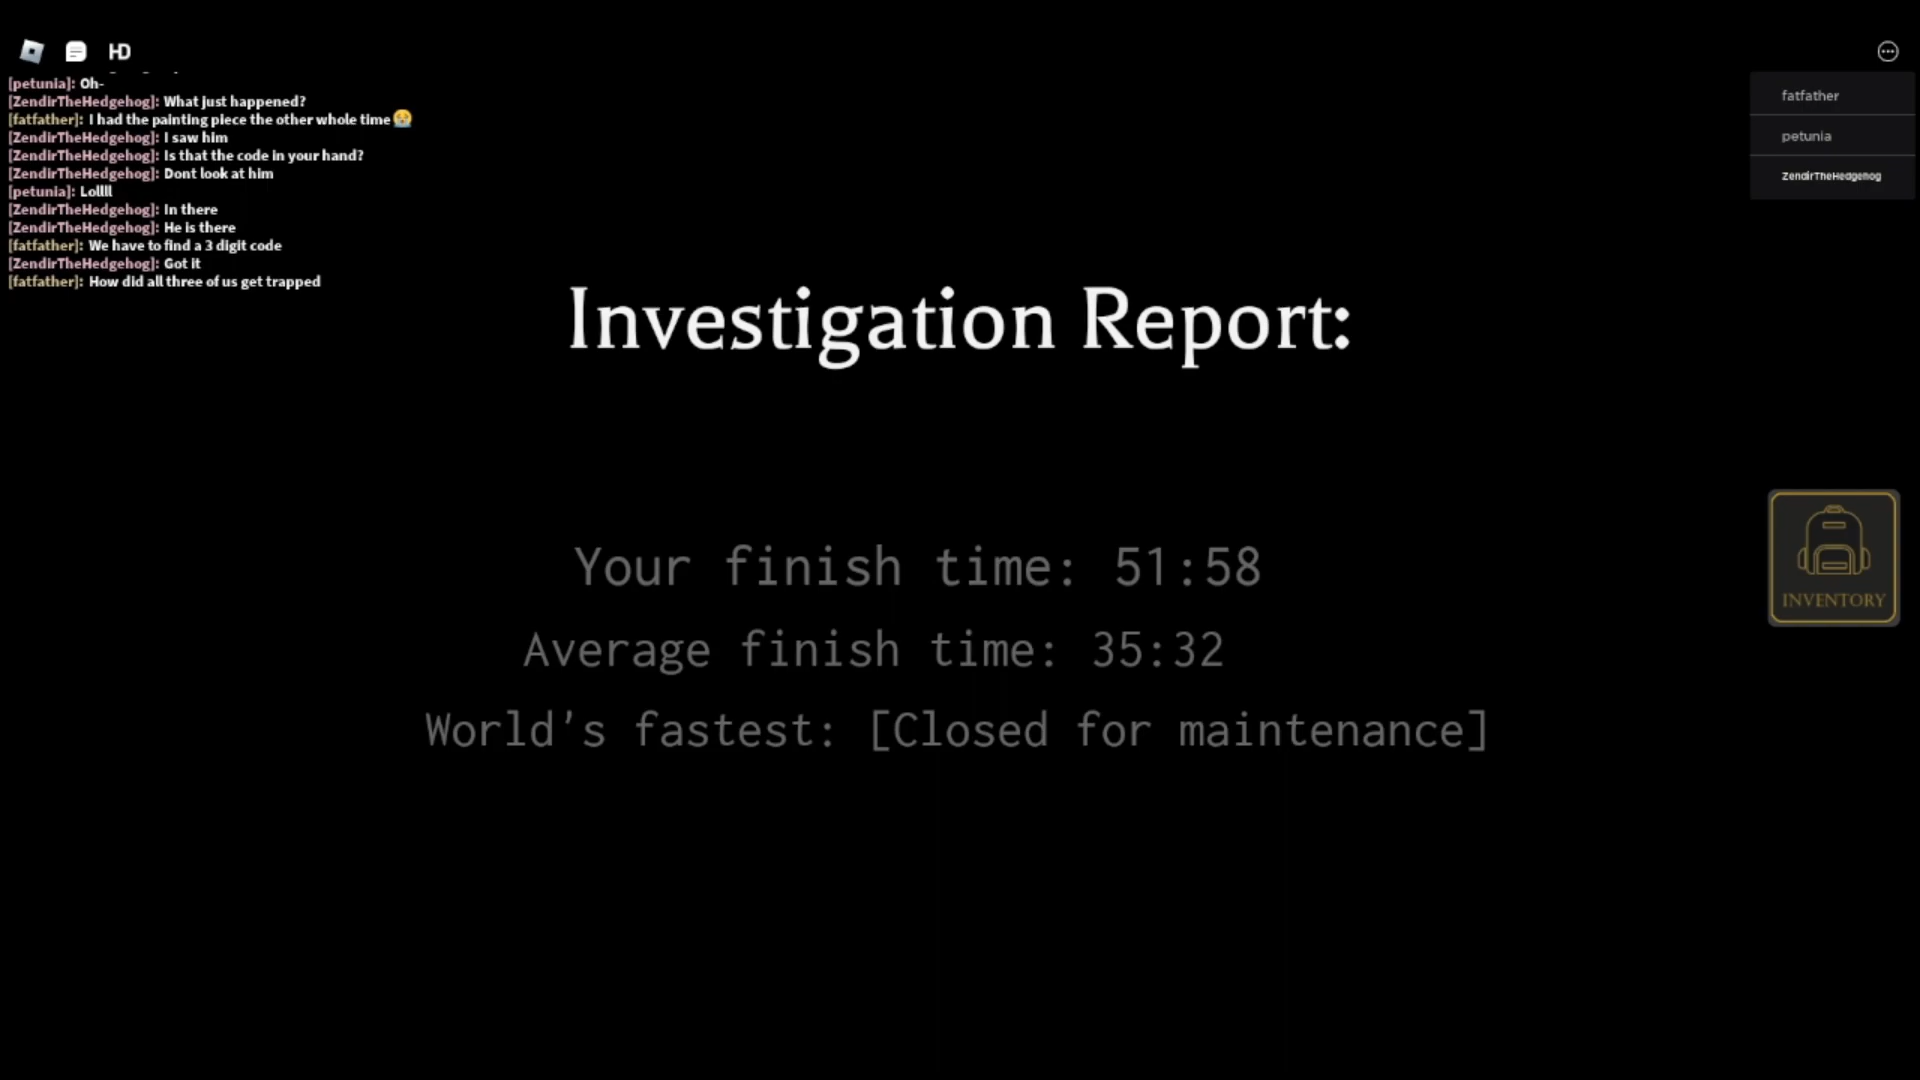 HD
[petunia]: Oh-
[ZendirTheHedgehog]: What just happened?
[fatfather]: I had the painting piece the other whole time😭
[ZendirTheHedgehog]: I saw him
[ZendirTheHedgehog]: Is that the code in your hand?
[ZendirTheHedgehog]: Dont look at him
[petunia]: Lollll
[ZendirTheHedgehog]: In there
[ZendirTheHedgehog]: He is there
[fatfather]: We have to find a 3 digit code
[ZendirTheHedgehog]: Got it
[fatfather]: How did all three of us get trapped
fatfather
petunia
ZendirTheHedgehog
Investigation Report:
Your finish time: 51:58
Average finish time: 35:32
World's fastest: [Closed for maintenance]
INVENTORY